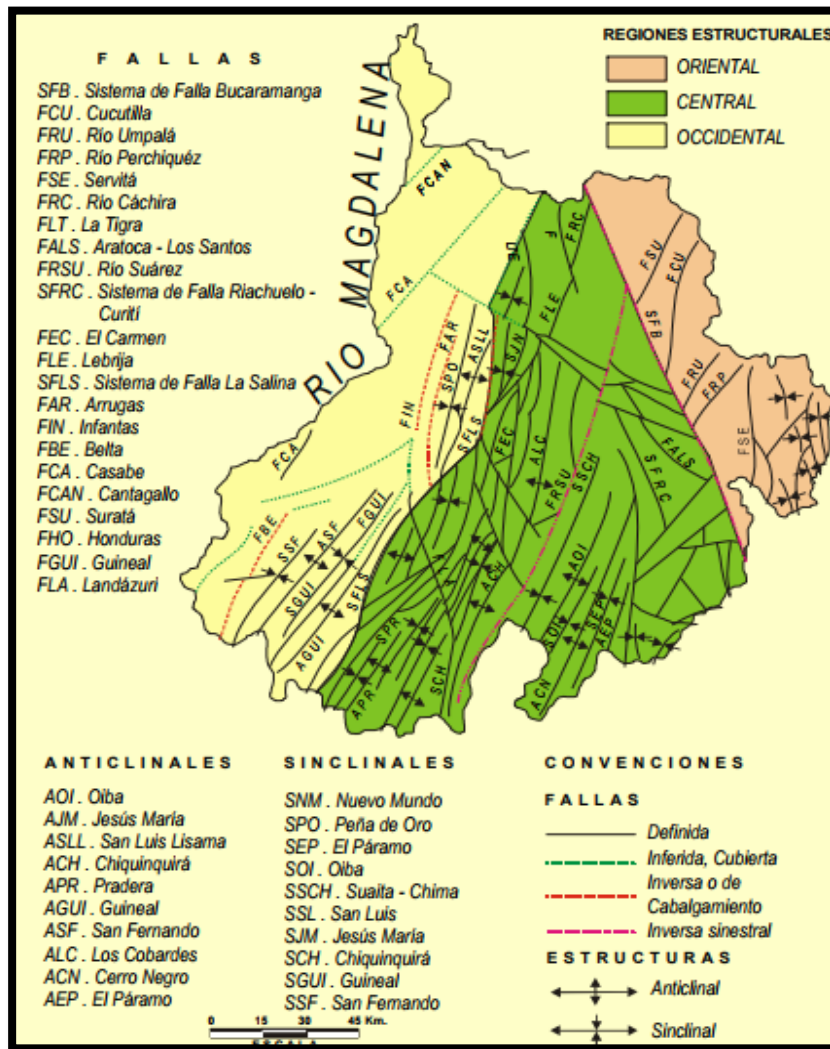 F A L L A S
SFB . Sistema de Falla Bucaramanga
FCU . Cucutilla
FRU . Río Umpalá
FRP . Río Perchiquéz
FSE . Servitá
FRC . Río Cáchira
FLT . La Tigra
FALS . Aratoca - Los Santos
FRSU . Río Suárez
SFRC . Sistema de Falla Riachuelo -
Curití
FEC . El Carmen
FLE . Lebrija
SFLS . Sistema de Falla La Salina
FAR . Arrugas
FIN . Infantas
FBE . Belta
FCA . Casabe
FCAN . Cantagallo
FSU . Suratá
FHO . Honduras
FGUI . Guineal
FLA . Landázuri
REGIONES ESTRUCTURALES
ORIENTAL
CENTRAL
OCCIDENTAL
RIO MAGDALENA
FCAN
FCA
DE
F
FRC
FLE
FSU
FCU
SFB
FRU
FRP
FSE
FAR
SPO
ASLL
SJN
FIN
SFLS
FEC
ALC
FRSU
SSCH
FALS
SFRC
FCA
FBE
SSF
ASF
FGUI
SGUI
SFLS
AGUI
ACH
AOI
SPR
SCH
APR
SOI
SEP
AEP
ACN
A N T I C L I N A L E S
AOI . Oiba
AJM . Jesús María
ASLL . San Luis Lisama
ACH . Chiquinquirá
APR . Pradera
AGUI . Guineal
ASF . San Fernando
ALC . Los Cobardes
ACN . Cerro Negro
AEP . El Páramo
S I N C L I N A L E S
SNM . Nuevo Mundo
SPO . Peña de Oro
SEP . El Páramo
SOI . Oiba
SSCH . Suaita - Chima
SSL . San Luis
SJM . Jesús María
SCH . Chiquinquirá
SGUI . Guineal
SSF . San Fernando
C O N V E N C I O N E S
F A L L A S
Definida
Inferida, Cubierta
Inversa o de
Cabalgamiento
Inversa sinestral
E S T R U C T U R A S
Anticlinal
Sinclinal
0 15 30 45 Km.
E S C A L A